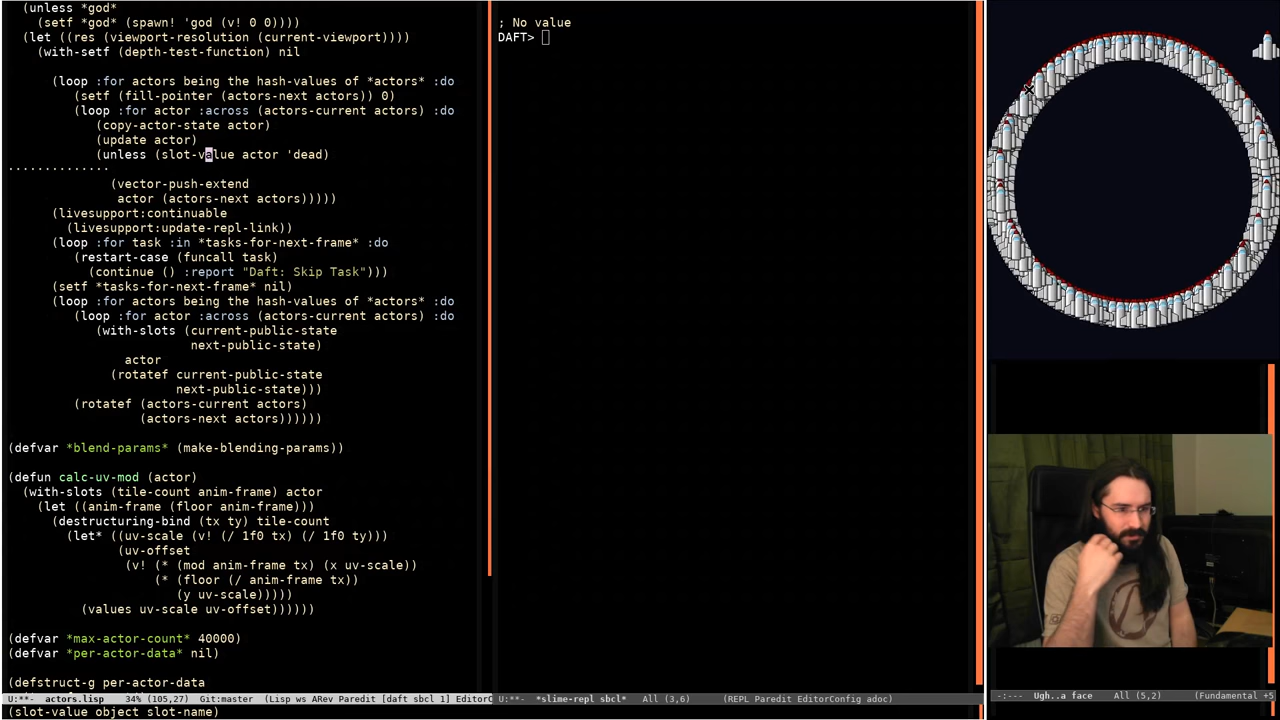 (unless *god*
(setf *god* (spawn! 'god (v! 0 0))))
(let ((res (viewport-resolution (current-viewport))))
(with-setf (depth-test-function) nil
(loop :for actors being the hash-values of *actors* :do
(setf (fill-pointer (actors-next actors)) 0)
(loop :for actor :across (actors-current actors) :do
(copy-actor-state actor)
(update actor)
(unless (slot-value actor 'dead)
..............
(vector-push-extend
actor (actors-next actors)))))
(livesupport:continuable
(livesupport:update-repl-link))
(loop :for task :in *tasks-for-next-frame* :do
(restart-case (funcall task)
(continue () :report "Daft: Skip Task")))
(setf *tasks-for-next-frame* nil)
(loop :for actors being the hash-values of *actors* :do
(loop :for actor :across (actors-current actors) :do
(with-slots (current-public-state
next-public-state)
actor
(rotatef current-public-state
next-public-state)))
(rotatef (actors-current actors)
(actors-next actors))))))
(defvar *blend-params* (make-blending-params))
(defun calc-uv-mod (actor)
(with-slots (tile-count anim-frame) actor
(let ((anim-frame (floor anim-frame)))
(destructuring-bind (tx ty) tile-count
(let* ((uv-scale (v! (/ 1f0 tx) (/ 1f0 ty)))
(uv-offset
(v! (* (mod anim-frame tx) (x uv-scale))
(* (floor (/ anim-frame tx))
(y uv-scale)))))
(values uv-scale uv-offset))))))
(defvar *max-actor-count* 40000)
(defvar *per-actor-data* nil)
(defstruct-g per-actor-data
U:**- actors.lisp 34% (105,27) Git:master (Lisp ws ARev Paredit [daft sbcl 1] EditorC
(slot-value object slot-name)
; No value
DAFT>
U:**- *slime-repl sbcl* All (3,6) (REPL Paredit EditorConfig adoc)
-:--- Ugh..a face All (5,2) (Fundamental +5